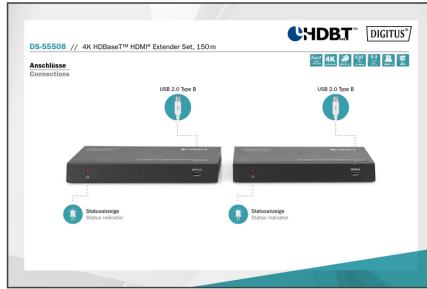 HDBT™
DIGITUS®
DS-55508 // 4K HDBaseT™ HDMI® Extender Set, 150 m
4K
Anschlüsse
Connections
USB 2.0 Type B
USB 2.0 Type B
Statusanzeige
Status indicator
Statusanzeige
Status indicator